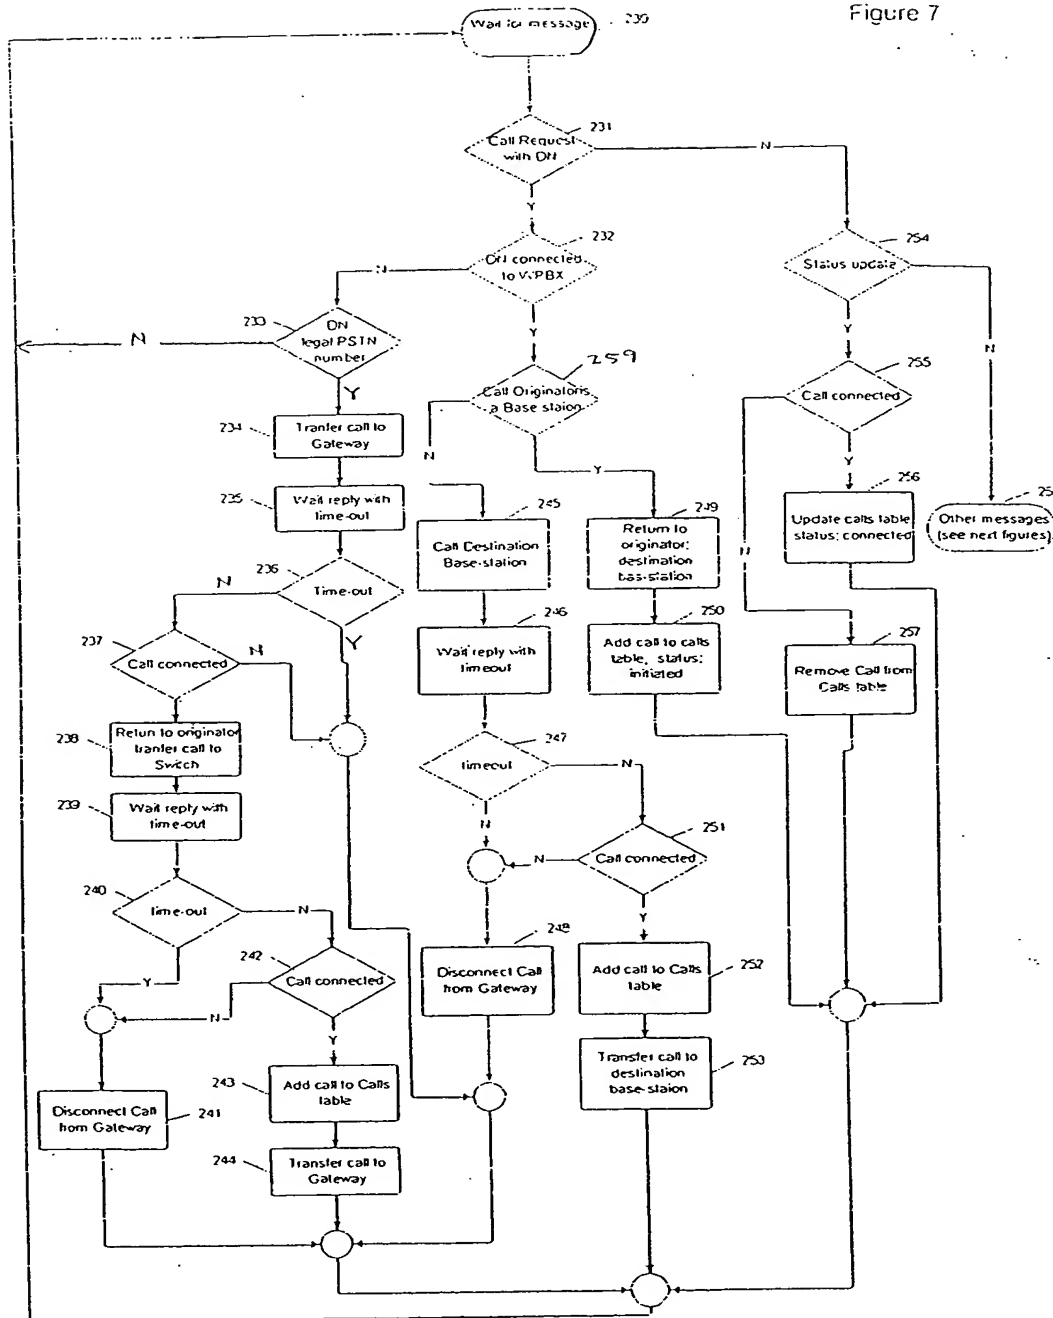 Figure 7
Wait for message
230
Call Request
with DN
231
N
Y
DN connected
to WPBX
232
N
Y
Status update
254
Y
N
DN
legal PSTN
number
233
N
Y
Call Originator is
a Base staion
259
N
Y
Call connected
255
Y
N
234
Tranfer call to
Gateway
235
Wait reply with
time-out
245
Call Destination
Base-station
249
Return to
originator:
destination
bas-station
256
Update calls table
status: connected
Other messages
(see next figures)
236
Time-out
N
Y
246
Wait reply with
timeout
250
Add call to calls
table, status:
initiated
257
Remove Call from
Calls table
237
Call connected
N
238
Return to originator
tranfer call to
Switch
247
timeout
N
N
239
Wait reply with
time-out
251
Call connected
N
Y
240
time-out
N
Y
242
Call connected
N
Y
248
Disconnect Call
from Gateway
252
Add call to Calls
table
253
Transfer call to
destination
base-staion
243
Add call to Calls
table
241
Disconnect Call
from Gateway
244
Transfer call to
Gateway